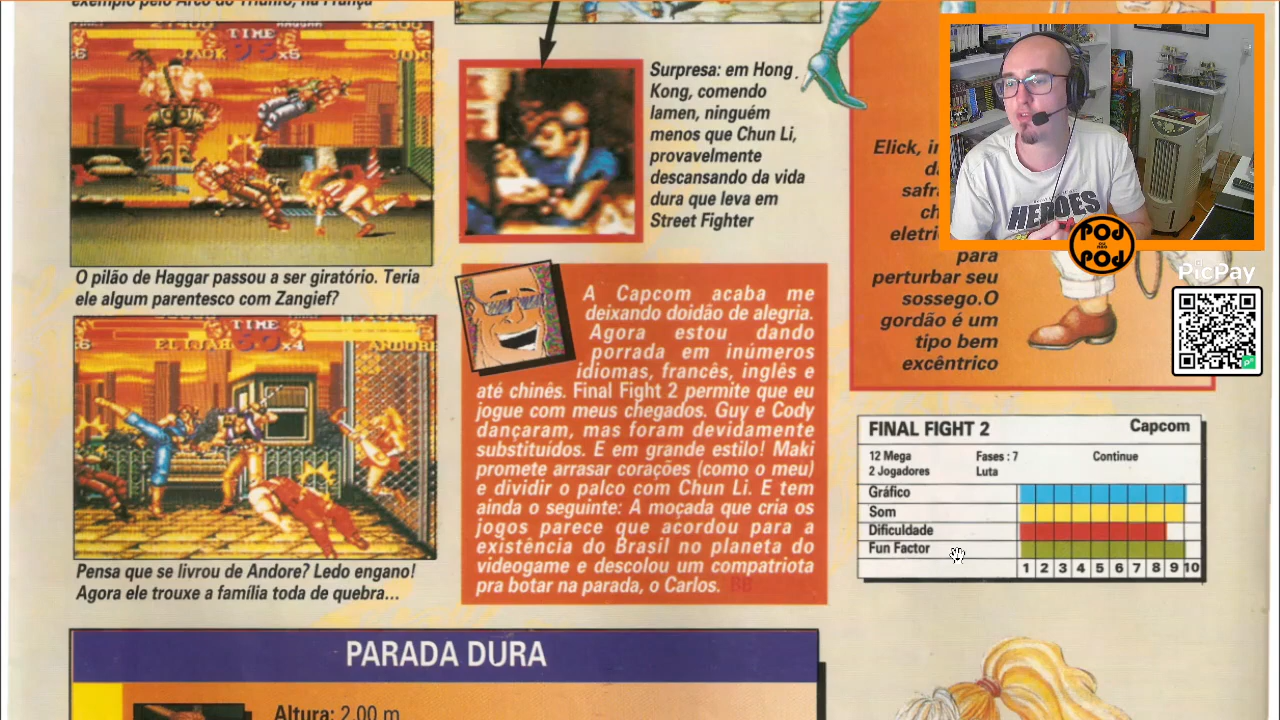 exemplo pelo Arco do Triunfo, na França
TIME
JACK x5
O pilão de Haggar passou a ser giratório. Teria
ele algum parentesco com Zangief?
TIME
ELIJAH x4 ANDORE
Pensa que se livrou de Andore? Ledo engano!
Agora ele trouxe a família toda de quebra...
Surpresa: em Hong
Kong, comendo
lamen, ninguém
menos que Chun Li,
provavelmente
descansando da vida
dura que leva em
Street Fighter
A Capcom acaba me
deixando doidão de alegria.
Agora estou dando
porrada em inúmeros
idiomas, francês, inglês e
até chinês. Final Fight 2 permite que eu
jogue com meus chegados. Guy e Cody
dançaram, mas foram devidamente
substituídos. E em grande estilo! Maki
promete arrasar corações (como o meu)
e dividir o palco com Chun Li. E tem
ainda o seguinte: A moçada que cria os
jogos parece que acordou para a
existência do Brasil no planeta do
videogame e descolou um compatriota
pra botar na parada, o Carlos. BB
Elick,
eletri
para
perturbar seu
sossego.O
gordão é um
tipo bem
excêntrico
HEROES
POd
POd
PicPay
FINAL FIGHT 2 Capcom
12 Mega Fases : 7 Continue
2 Jogadores Luta
Gráfico
Som
Dificuldade
Fun Factor
1 2 3 4 5 6 7 8 9 10
PARADA DURA
Altura: 2,00 m